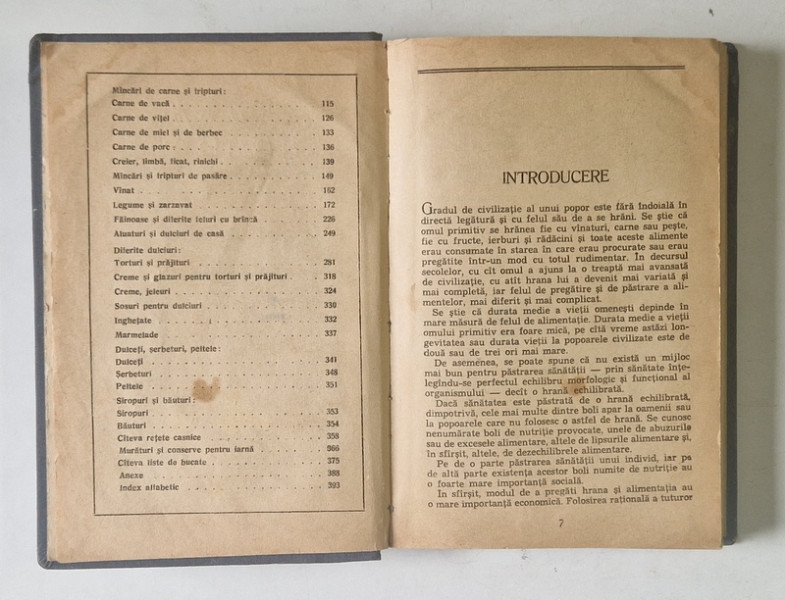 Mîncări de carne și fripturi:
Carne de vacă . . . . . . . . . . . . . . . . 115
Carne de vițel . . . . . . . . . . . . . . . . 126
Carne de miel și de berbec . . . . . . . . . . 133
Carne de porc . . . . . . . . . . . . . . . . 136
Creier, limbă, ficat, rinichi . . . . . . . . . . 139
Mîncări și fripturi de pasăre . . . . . . . . . 149
Vînat . . . . . . . . . . . . . . . . . . . . 162
Legume și zarzavat . . . . . . . . . . . . . 172
Făinoase și diferite feluri cu brînză . . . . . . 226
Aluaturi și dulciuri de casă . . . . . . . . . . 249
Diferite dulciuri:
Torturi și prăjituri . . . . . . . . . . . . . . 281
Creme și glazuri pentru torturi și prăjituri . . . 318
Creme, jeleuri . . . . . . . . . . . . . . . . 324
Sosuri pentru dulciuri . . . . . . . . . . . . 330
Inghețate . . . . . . . . . . . . . . . . . . 332
Marmelade . . . . . . . . . . . . . . . . . 337
Dulceți, șerbeturi, peltele:
Dulceți . . . . . . . . . . . . . . . . . . . 341
Șerbeturi . . . . . . . . . . . . . . . . . . 348
Peltele . . . . . . . . . . . . . . . . . . . 351
Siropuri și băuturi:
Siropuri . . . . . . . . . . . . . . . . . . . 353
Băuturi . . . . . . . . . . . . . . . . . . . 354
Cîteva rețete casnice . . . . . . . . . . . . 358
Murături și conserve pentru iarnă . . . . . . . 366
Cîteva liste de bucate . . . . . . . . . . . . 375
Anexe . . . . . . . . . . . . . . . . . . . 388
Index alfabetic . . . . . . . . . . . . . . . 393
INTRODUCERE
Gradul de civilizație al unui popor este fără îndoială în
directă legătură și cu felul său de a se hrăni. Se știe că
omul primitiv se hrănea fie cu vînaturi, carne sau pește,
fie cu fructe, ierburi și rădăcini și toate aceste alimente
erau consumate în starea în care erau procurate sau erau
pregătite într-un mod cu totul rudimentar. În decursul
secolelor, cu cît omul a ajuns la o treaptă mai avansată
de civilizație, cu atît hrana lui a devenit mai variată și
mai completă, iar felul de pregătire și de păstrare a ali-
mentelor, mai diferit și mai complicat.
Se știe că durata medie a vieții omenești depinde în
mare măsură de felul de alimentație. Durata medie a vieții
omului primitiv era foare mică, pe cîtă vreme astăzi lon-
gevitatea sau durata vieții la popoarele civilizate este de
două sau de trei ori mai mare.
De asemenea, se poate spune că nu există un mijloc
mai bun pentru păstrarea sănătății — prin sănătate înțe-
legîndu-se perfectul echilibru morfologic și funcțional al
organismului — decît o hrană echilibrată.
Dacă sănătatea este păstrată de o hrană echilibrată,
dimpotrivă, cele mai multe dintre boli apar la oamenii sau
la popoarele care nu folosesc o astfel de hrană. Se cunosc
nenumărate boli de nutriție provocate, unele de abuzurile
sau de excesele alimentare, altele de lipsurile alimentare și,
în sfîrșit, altele, de dezechilibrele alimentare.
Pe de o parte păstrarea sănătății unui individ, iar pe
de altă parte existența acestor boli numite de nutriție au
o foarte mare importanță socială.
În sfîrșit, modul de a pregăti hrana și alimentația au
o mare importanță economică. Folosirea rațională a tuturor
7